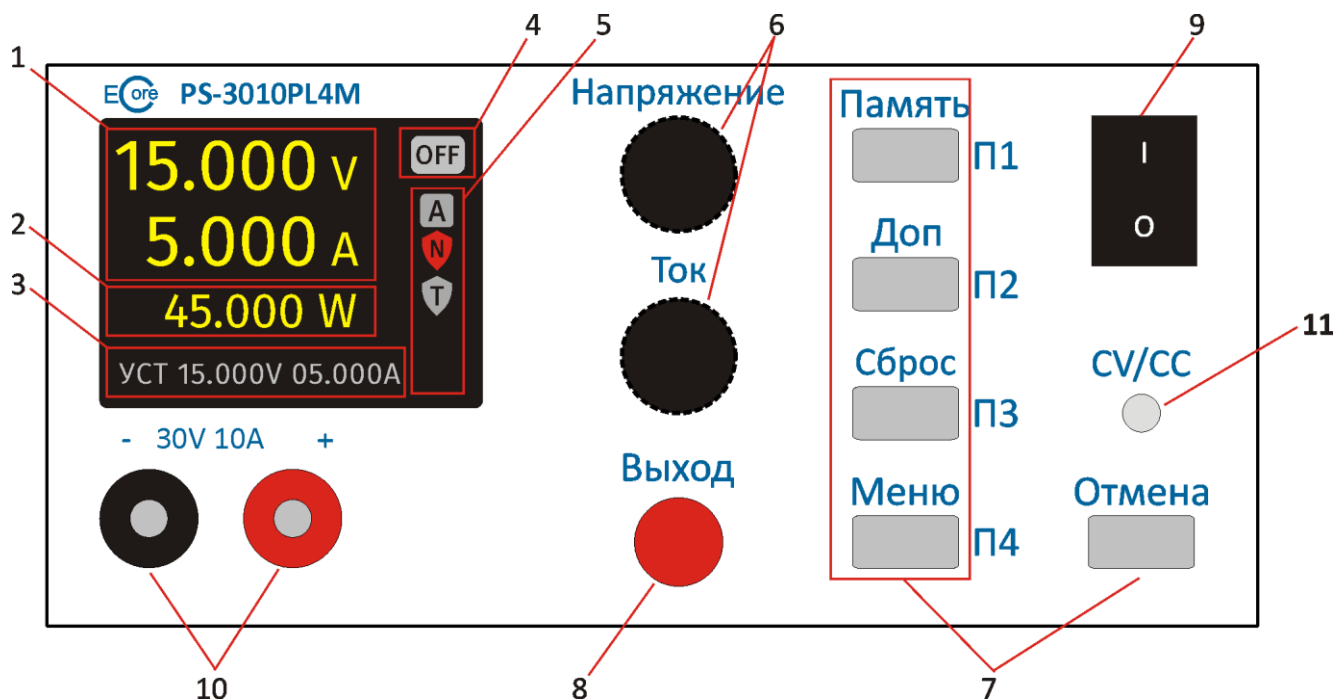 4
5
6
9
1
ECore PS-3010PL4M
Напряжение
Память
15.000 V
OFF
I
O
П1
A
5.000 A
N
2
Доп
3
45.000 W
T
Ток
П2
УСТ 15.000V 05.000A
Сброс
CV/CC
11
П3
- 30V 10A +
Выход
Меню
Отмена
П4
10
8
7